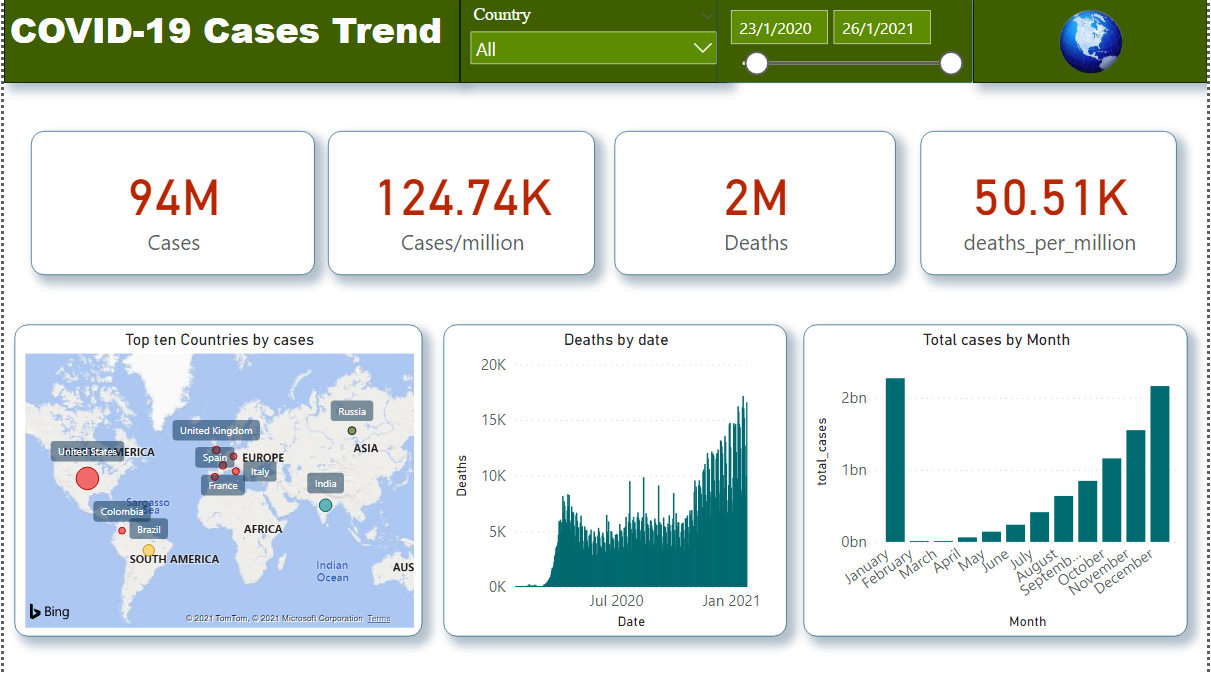 COVID-19 Cases Trend
Country
All
23/1/2020
26/1/2021
94M
Cases
124.74K
Cases/million
2M
Deaths
50.51K
deaths_per_million
Top ten Countries by cases
Russia
United Kingdom
United States
AMERICA
Spain
EUROPE
ASIA
Italy
France
India
Sargasso
Sea
Colombia
Brazil
AFRICA
SOUTH AMERICA
Indian
Ocean
AUS
Bing
© 2021 TomTom, © 2021 Microsoft Corporation Terms
Deaths by date
20K
15K
10K
5K
0K
Deaths
Jul 2020
Jan 2021
Date
Total cases by Month
2bn
1bn
0bn
total_cases
January
February
March
April
May
June
July
August
Septemb...
October
November
December
Month